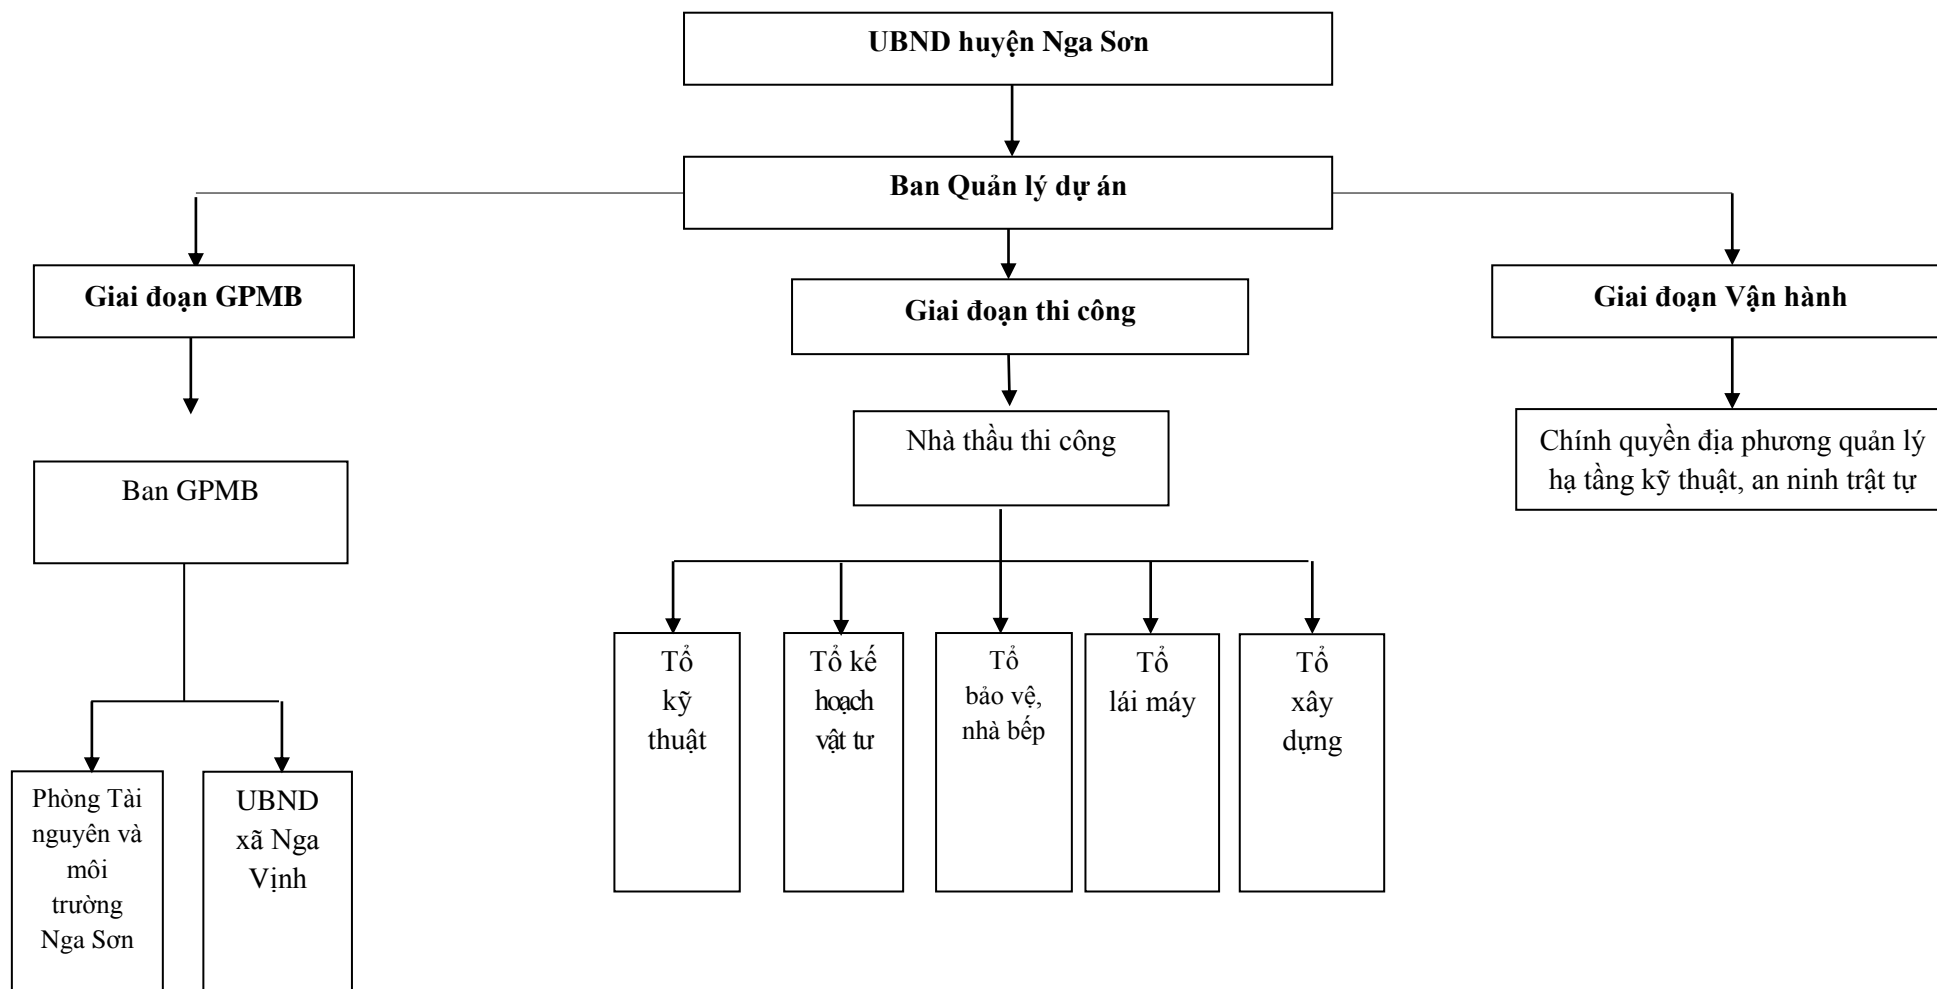 UBND huyện Nga Sơn
Ban Quản lý dự án
Giai đoạn GPMB
Giai đoạn thi công
Giai đoạn Vận hành
Ban GPMB
Nhà thầu thi công
Chính quyền địa phương quản lý
hạ tầng kỹ thuật, an ninh trật tự
Phòng Tài
nguyên và
môi
trường
Nga Sơn
UBND
xã Nga
Vịnh
Tổ
kỹ
thuật
Tổ kế
hoạch
vật tư
Tổ
bảo vệ,
nhà bếp
Tổ
lái máy
Tổ
xây
dựng